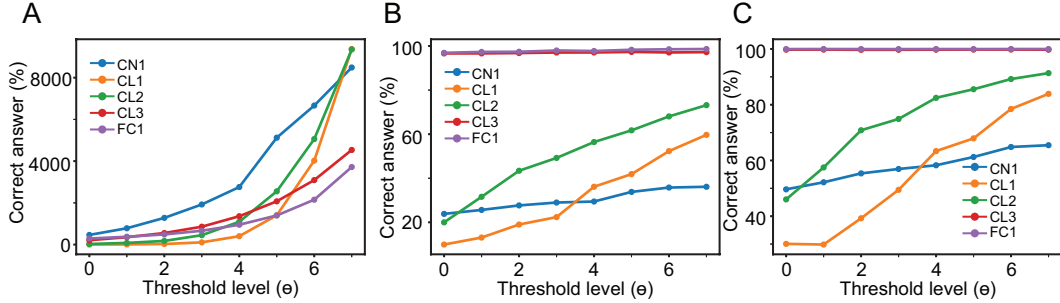 A
Correct answer (%)
8000
4000
0
CN1
CL1
CL2
CL3
FC1
0 2 4 6
Threshold level (ɵ)
B
Correct answer (%)
100
60
20
CN1
CL1
CL2
CL3
FC1
0 2 4 6
Threshold level (ɵ)
C
Correct answer (%)
100
80
60
40
CN1
CL1
CL2
CL3
FC1
0 2 4 6
Threshold level (ɵ)